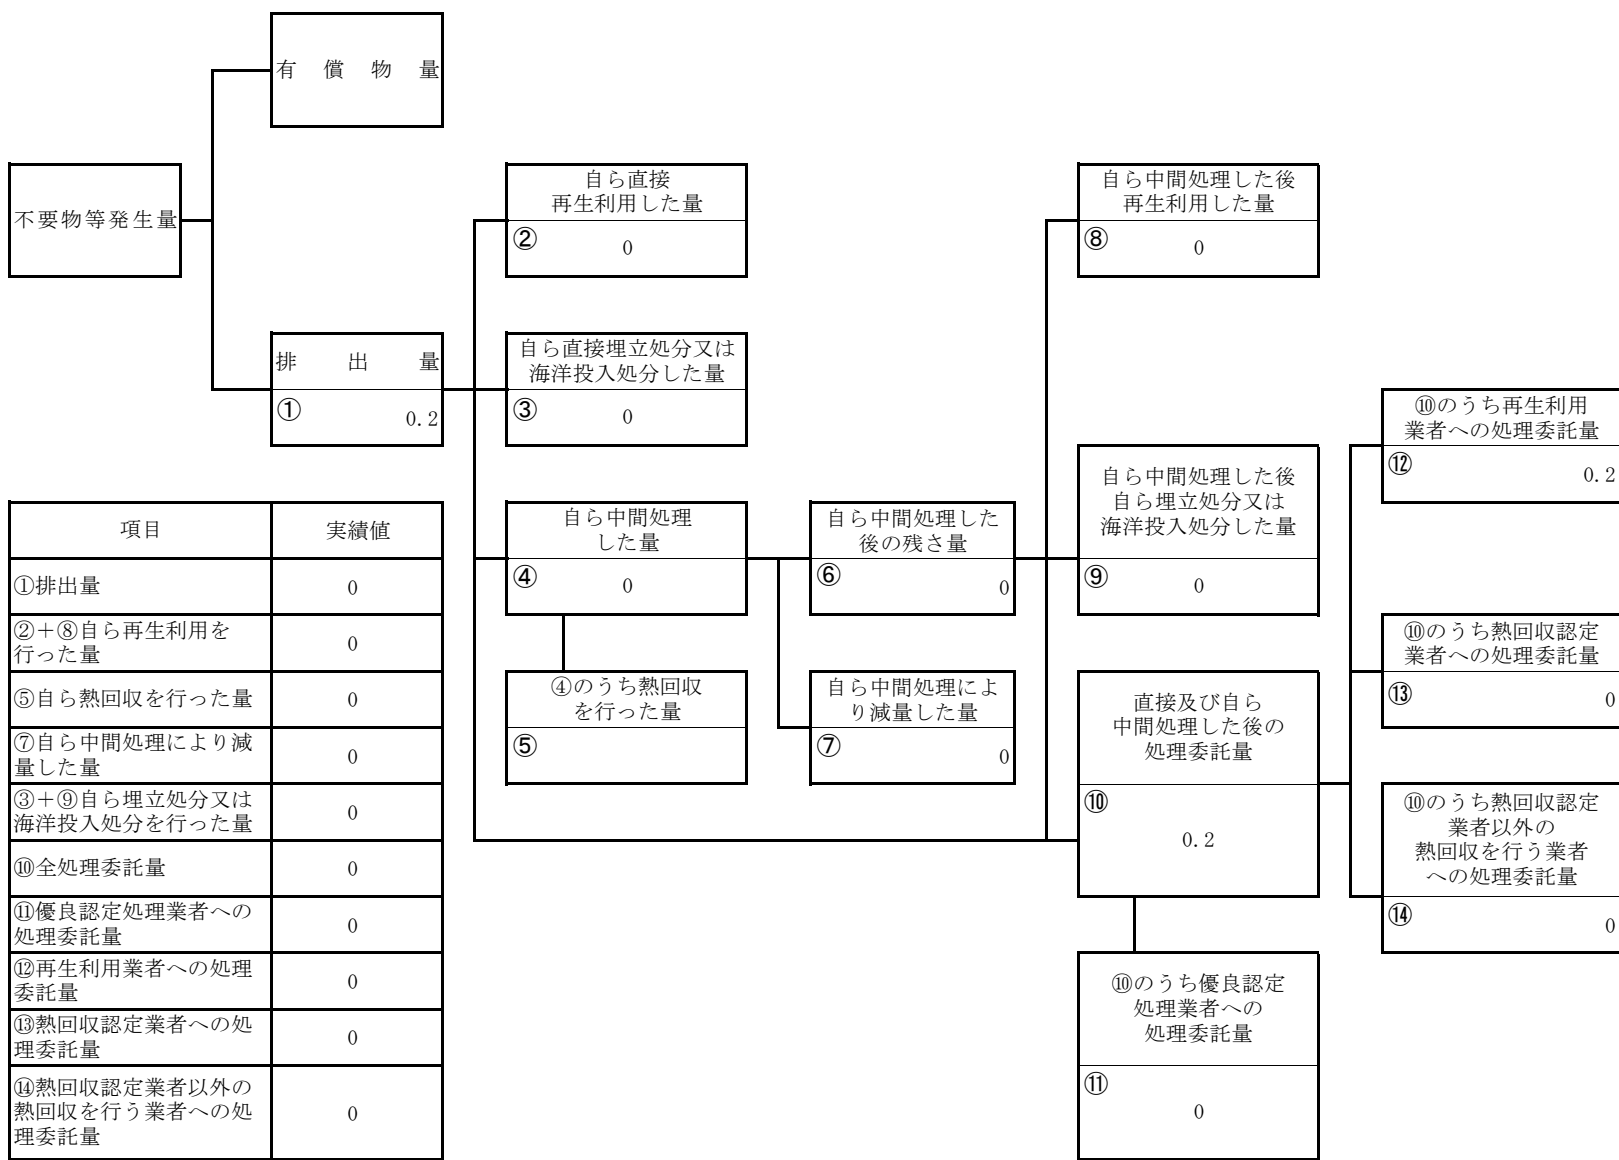 有償物量
不要物等発生量
排出量
① 0.2
自ら直接
再生利用した量
② 0
自ら直接埋立処分又は
海洋投入処分した量
③ 0
自ら中間処理
した量
④ 0
④のうち熱回収
を行った量
⑤
自ら中間処理した
後の残さ量
⑥ 0
自ら中間処理によ
り減量した量
⑦ 0
自ら中間処理した後
再生利用した量
⑧ 0
自ら中間処理した後
自ら埋立処分又は
海洋投入処分した量
⑨ 0
直接及び自ら
中間処理した後の
処理委託量
⑩
0.2
⑩のうち優良認定
処理業者への
処理委託量
⑪
0
⑩のうち再生利用
業者への処理委託量
⑫ 0.2
⑩のうち熱回収認定
業者への処理委託量
⑬ 0
⑩のうち熱回収認定
業者以外の
熱回収を行う業者
への処理委託量
⑭ 0
項目 実績値
①排出量 0
②＋⑧自ら再生利用を
行った量 0
⑤自ら熱回収を行った量 0
⑦自ら中間処理により減
量した量 0
③＋⑨自ら埋立処分又は
海洋投入処分を行った量 0
⑩全処理委託量 0
⑪優良認定処理業者への
処理委託量 0
⑫再生利用業者への処理
委託量 0
⑬熱回収認定業者への処
理委託量 0
⑭熱回収認定業者以外の
熱回収を行う業者への処 0
理委託量